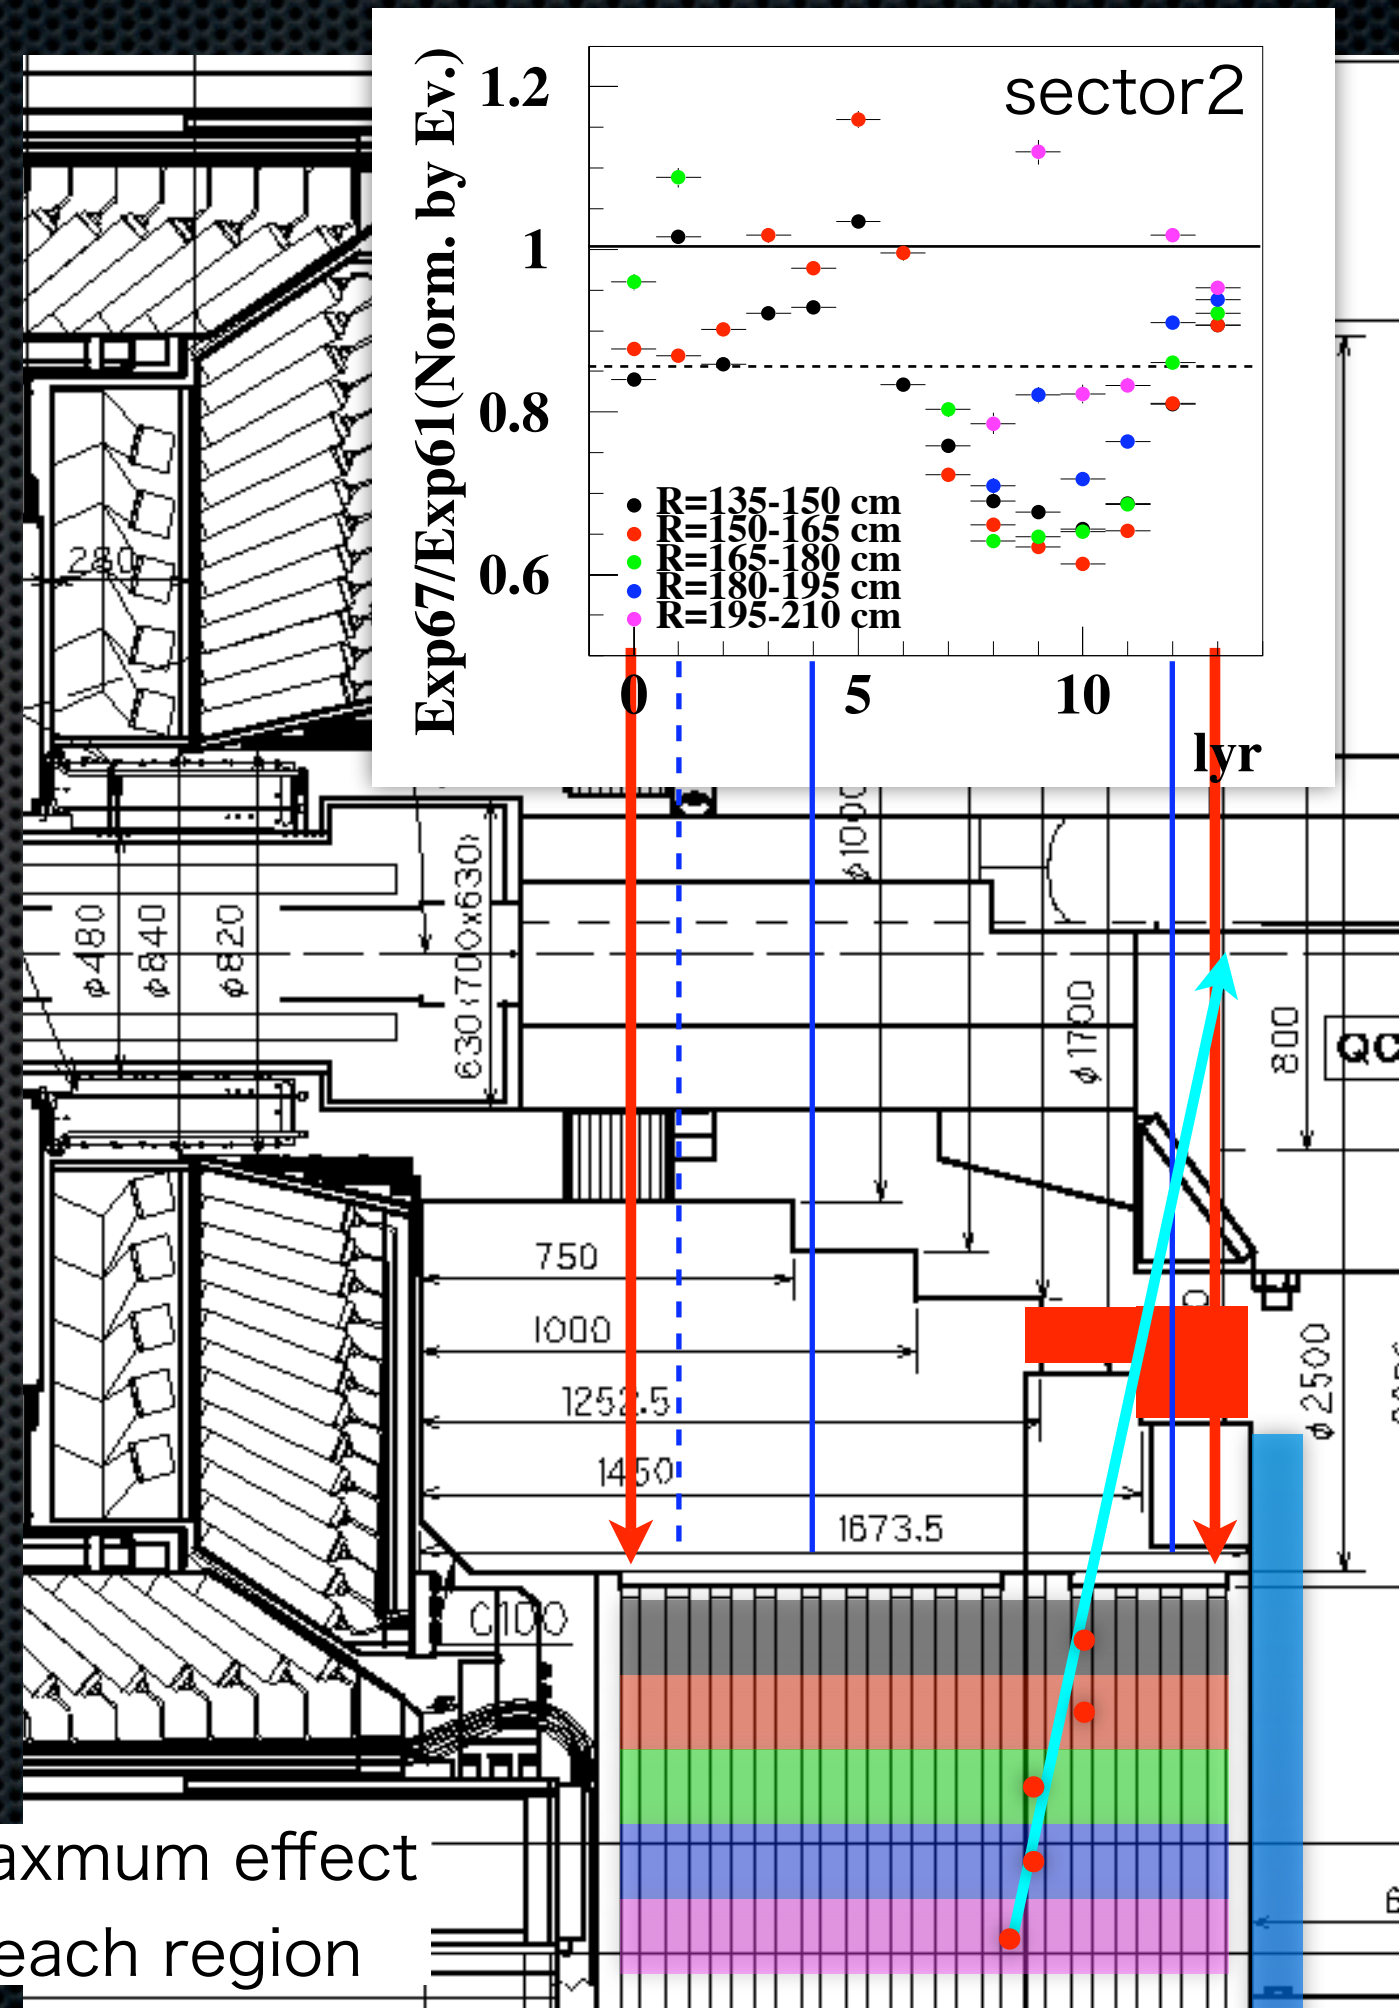 sector2
Exp67/Exp61(Norm. by Ev.)
1.2
1
0.8
0.6
R=135-150 cm
R=150-165 cm
R=165-180 cm
R=180-195 cm
R=195-210 cm
0
5
10
lyr
280
φ480
φ840
φ820
630(700x630)
φ1000
φ1700
800
QC
750
1000
1252.5
1450
1673.5
φ2500
C100
6
axmum effect
each region